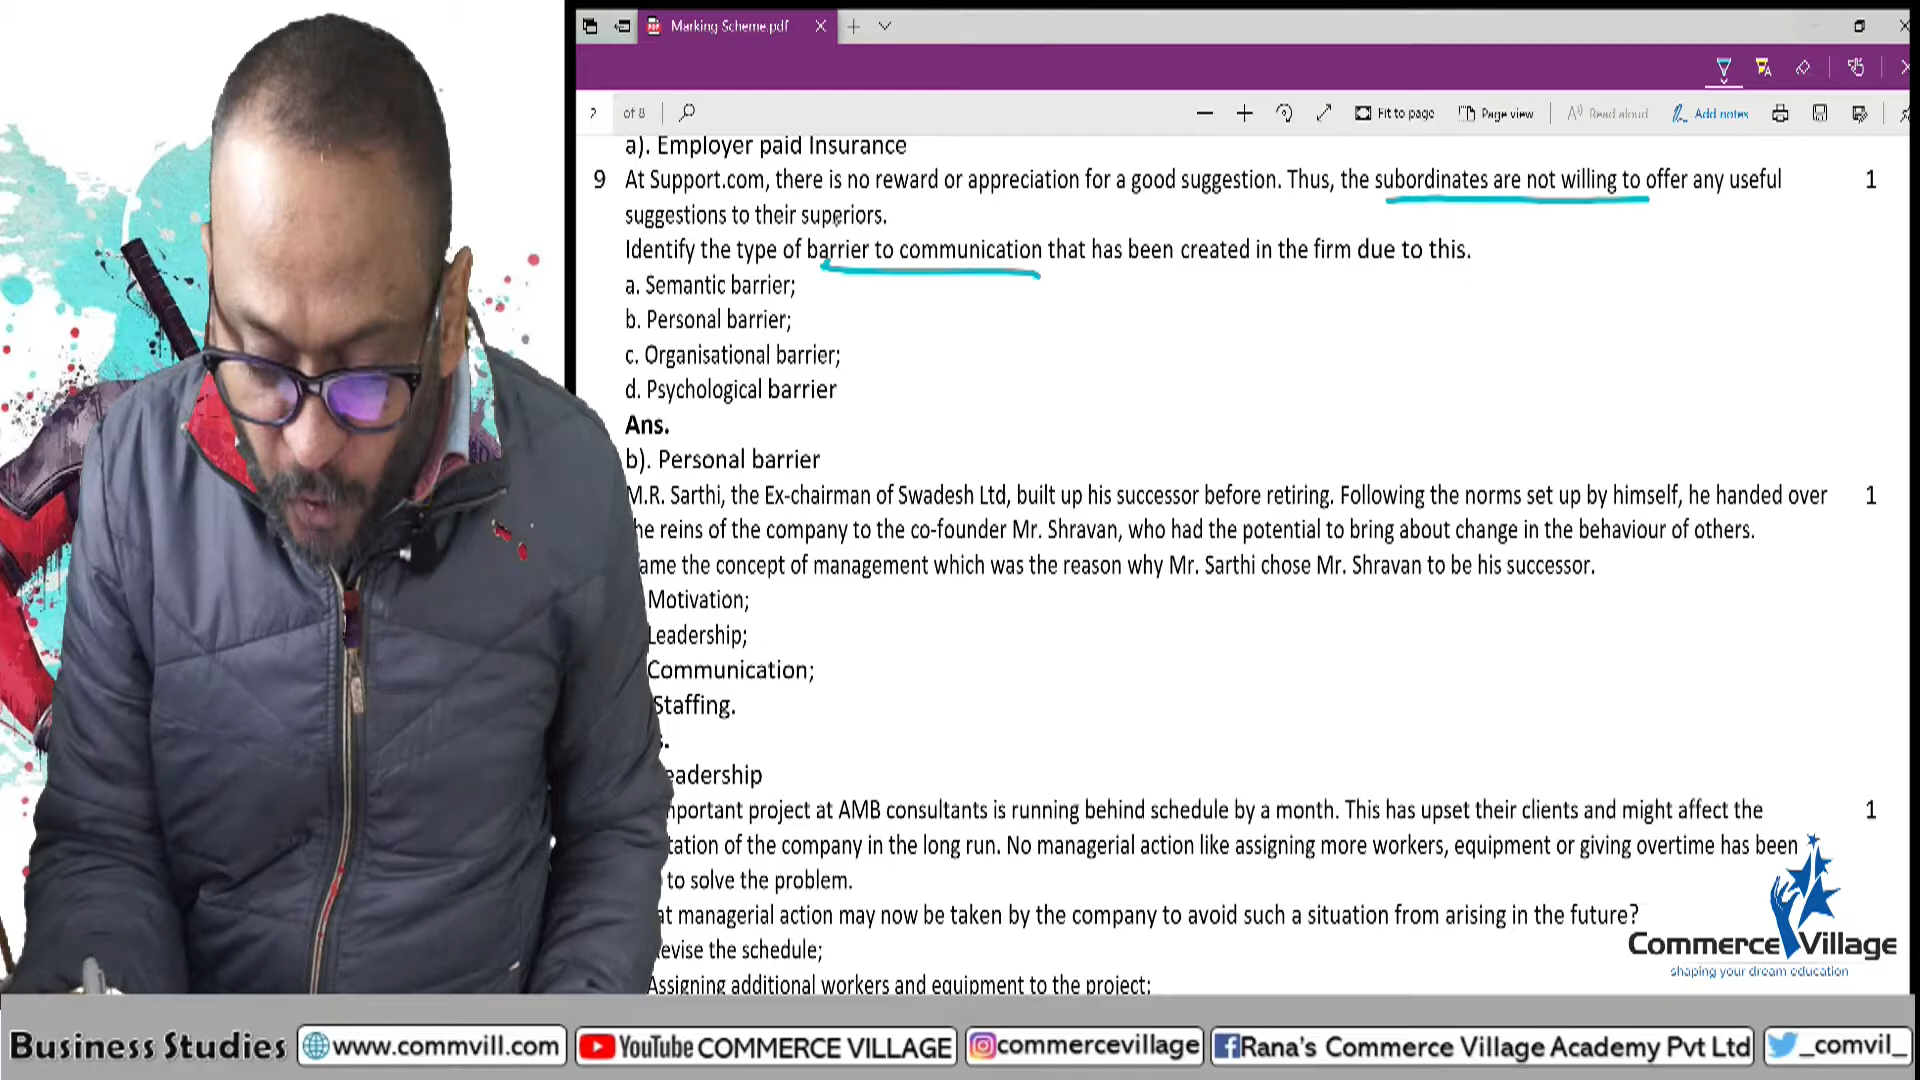 Marking Scheme.pdf
2 of 8
Fit to page
Page view
Read aloud
Add notes
a). Employer paid Insurance
9 At Support.com, there is no reward or appreciation for a good suggestion. Thus, the subordinates are not willing to offer any useful 1
suggestions to their superiors.
Identify the type of barrier to communication that has been created in the firm due to this.
a. Semantic barrier;
b. Personal barrier;
c. Organisational barrier;
d. Psychological barrier
Ans.
b). Personal barrier
M.R. Sarthi, the Ex-chairman of Swadesh Ltd, built up his successor before retiring. Following the norms set up by himself, he handed over 1
he reins of the company to the co-founder Mr. Shravan, who had the potential to bring about change in the behaviour of others.
ame the concept of management which was the reason why Mr. Sarthi chose Mr. Shravan to be his successor.
Motivation;
Leadership;
Communication;
Staffing.
s.
eadership
mportant project at AMB consultants is running behind schedule by a month. This has upset their clients and might affect the 1
tation of the company in the long run. No managerial action like assigning more workers, equipment or giving overtime has been
to solve the problem.
at managerial action may now be taken by the company to avoid such a situation from arising in the future?
evise the schedule;
Assigning additional workers and equipment to the project;
Commerce Village
shaping your dream education
Business Studies
www.commvill.com
YouTube COMMERCE VILLAGE
commercevillage
Rana's Commerce Village Academy Pvt Ltd
_comvil_